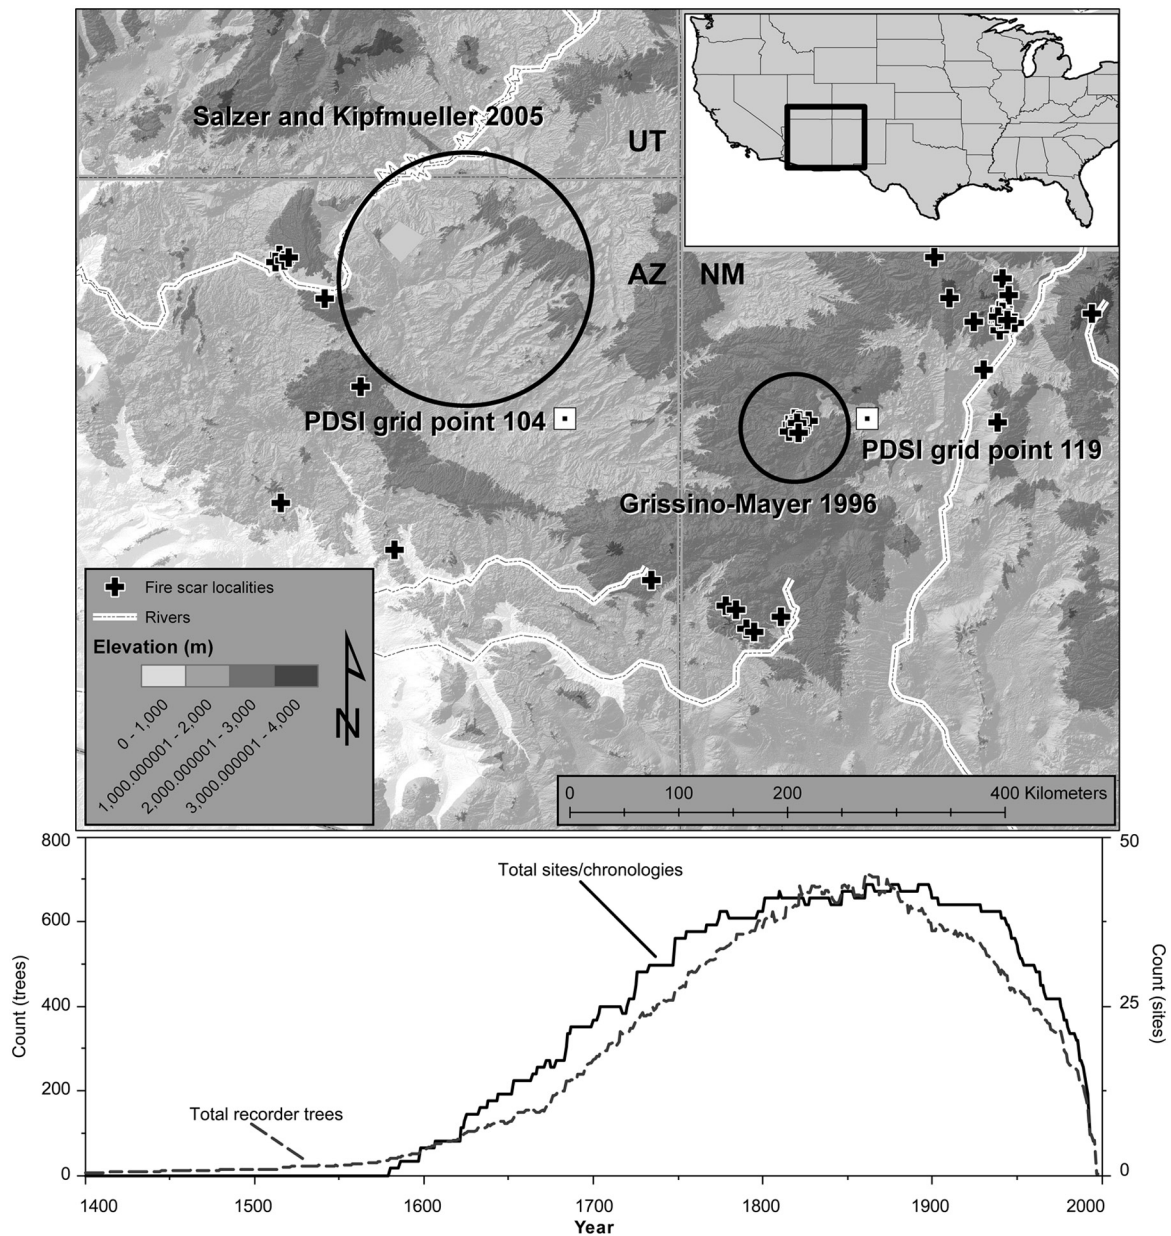 Salzer and Kipfmueller 2005
UT
AZ
NM
PDSI grid point 104
PDSI grid point 119
Grissino-Mayer 1996
Fire scar localities
Rivers
Elevation (m)
0 - 1,000
1,000.000001 - 2,000
2,000.000001 - 3,000
3,000.000001 - 4,000
N
0 100 200 400 Kilometers
800
600
400
200
0
Count (trees)
50
25
0
Count (sites)
Total sites/chronologies
Total recorder trees
1400 1500 1600 1700 1800 1900 2000
Year